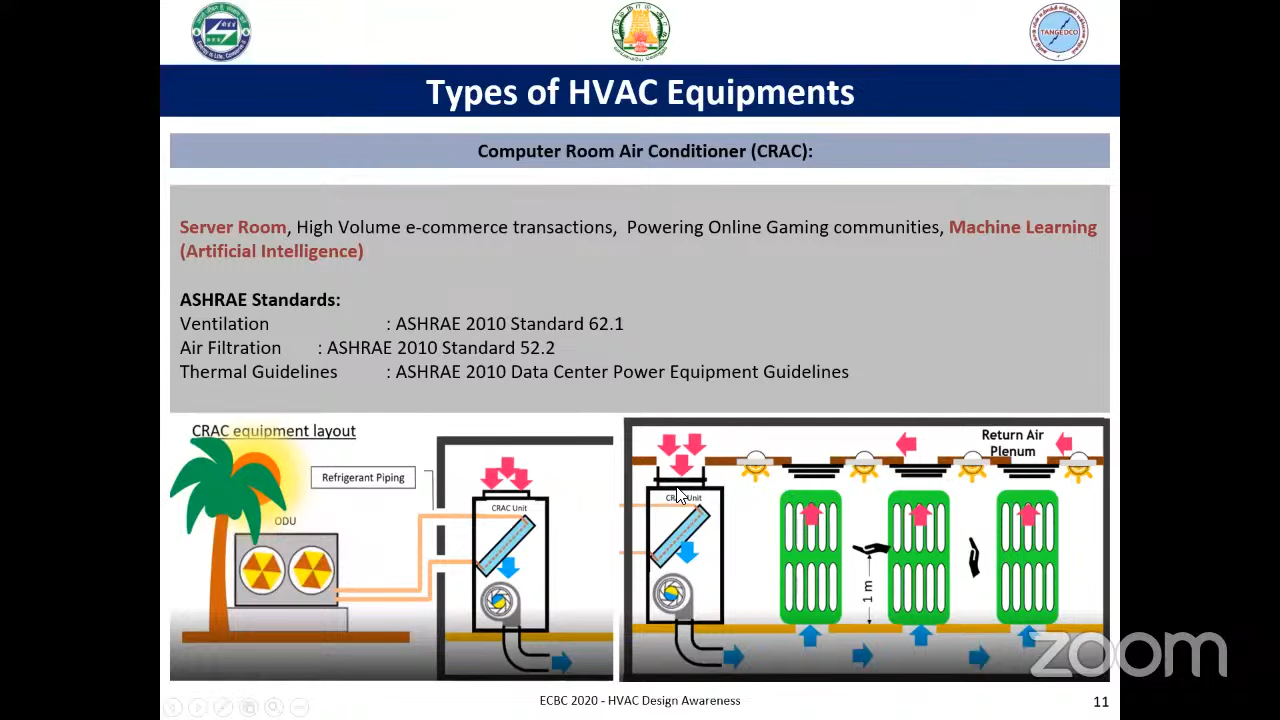 TANGEDCO
Types of HVAC Equipments
Computer Room Air Conditioner (CRAC):
Server Room, High Volume e-commerce transactions, Powering Online Gaming communities, Machine Learning
(Artificial Intelligence)
ASHRAE Standards:
Ventilation : ASHRAE 2010 Standard 62.1
Air Filtration : ASHRAE 2010 Standard 52.2
Thermal Guidelines : ASHRAE 2010 Data Center Power Equipment Guidelines
CRAC equipment layout
Refrigerant Piping
ODU
CRAC Unit
Return Air
Plenum
Unit
1 m
zoom
ECBC 2020 - HVAC Design Awareness
11